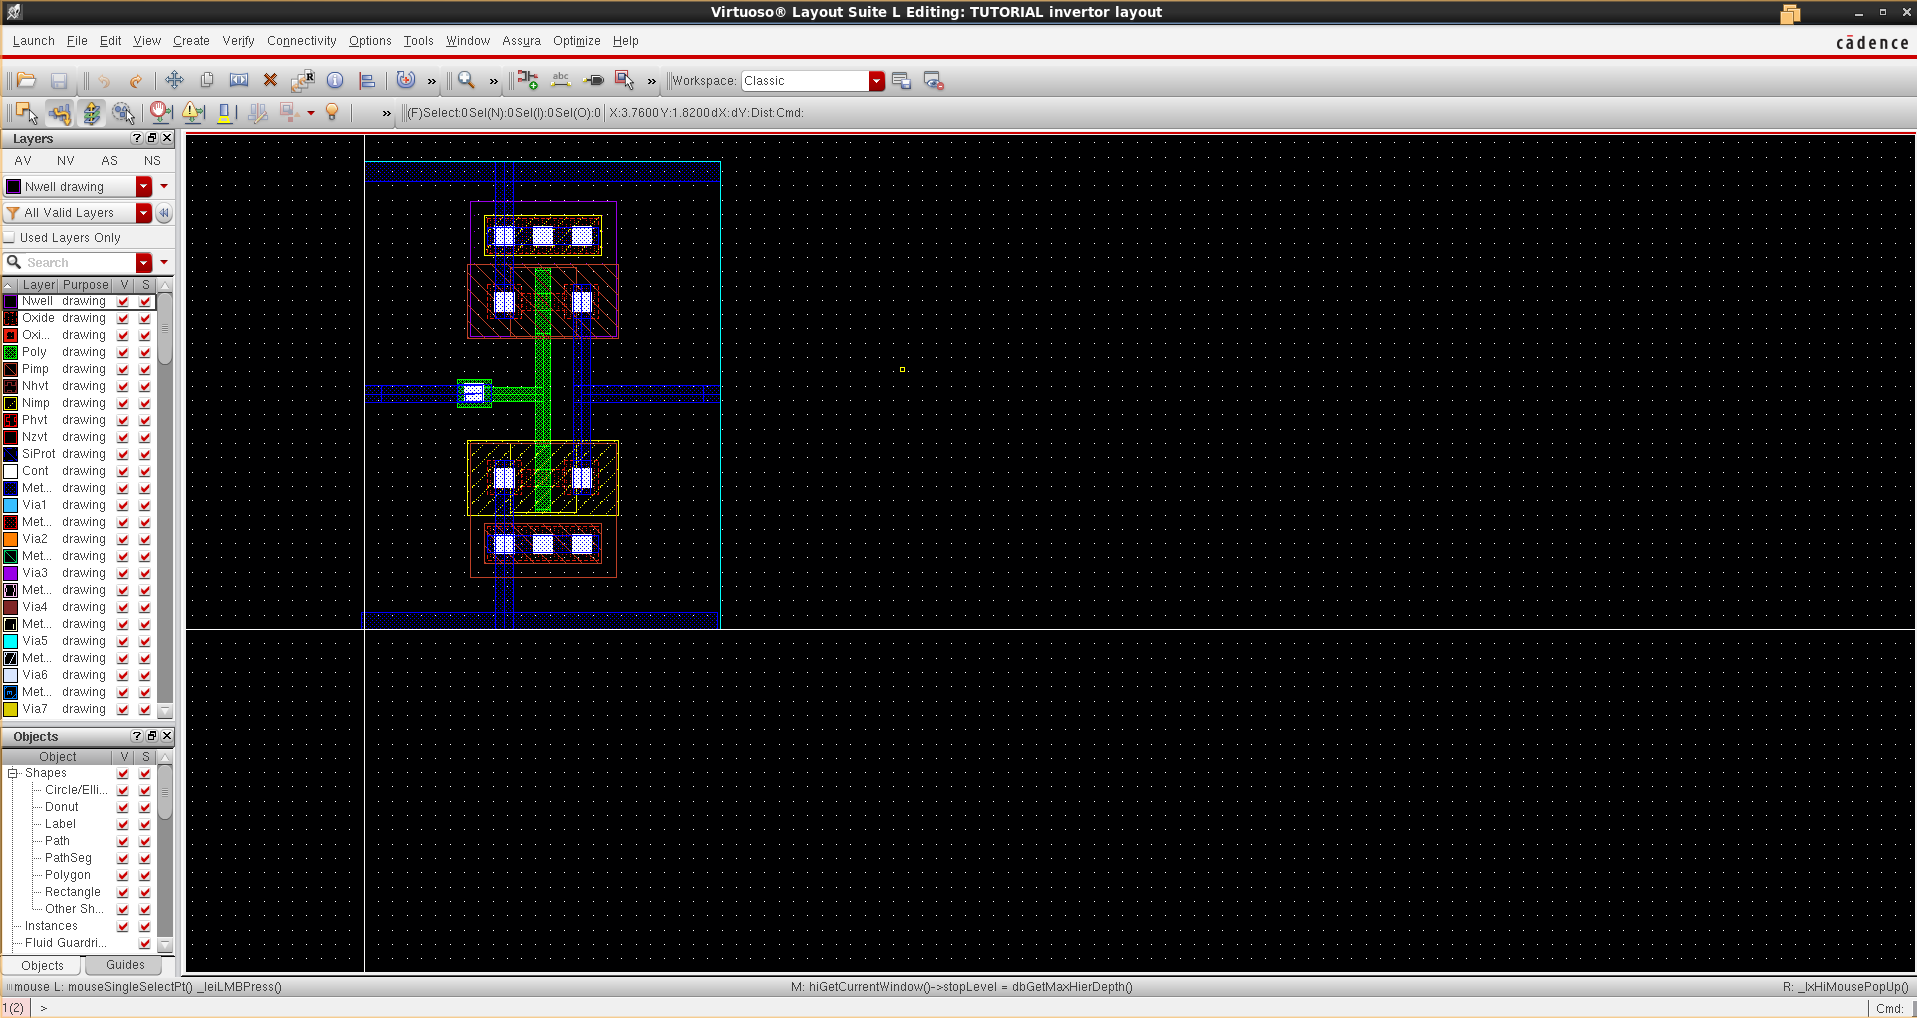 Virtuoso® Layout Suite L Editing: TUTORIAL invertor layout
Launch File Edit View Create Verify Connectivity Options Tools Window Assura Optimize Help
cādence
R
abc
Workspace: Classic
(F)Select:0 Sel(N):0 Sel(I):0 Sel(O):0 X:3.7600 Y:1.8200 dX: dY: Dist: Cmd:
Layers
AV NV AS NS
Nwell drawing
All Valid Layers
Used Layers Only
Search
Layer Purpose V S
Nwell drawing
Oxide drawing
Oxi... drawing
Poly drawing
Pimp drawing
Nhvt drawing
Nimp drawing
Phvt drawing
Nzvt drawing
SiProt drawing
Cont drawing
Met... drawing
Via1 drawing
Met... drawing
Via2 drawing
Met... drawing
Via3 drawing
Met... drawing
Via4 drawing
Met... drawing
Via5 drawing
Met... drawing
Via6 drawing
Met... drawing
Via7 drawing
Objects
Object V S
Shapes
Circle/Elli...
Donut
Label
Path
PathSeg
Polygon
Rectangle
Other Sh...
Instances
Fluid Guardri...
Objects Guides
mouse L: mouseSingleSelectPt() _leiLMBPress() M: hiGetCurrentWindow()->stopLevel = dbGetMaxHierDepth() R: _lxHiMousePopUp()
1(2) > Cmd: